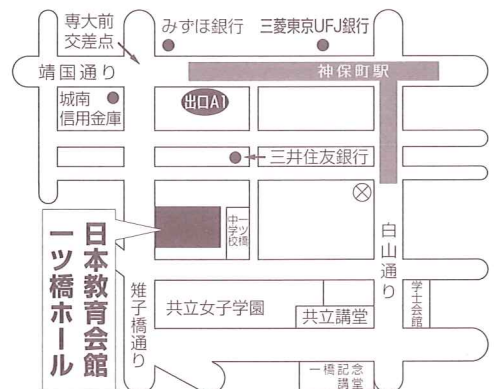 専大前
交差点
みずほ銀行
三菱東京UFJ銀行
靖国通り
神保町駅
城南
信用金庫
出口A1
三井住友銀行
一ツ橋
中学校
白山通り
日本教育会館
一ツ橋ホール
雉子橋通り
共立女子学園
共立講堂
学士会館
一橋記念
講堂